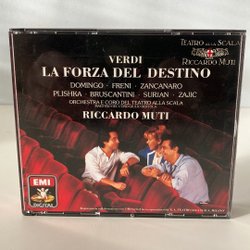 TEATRO ALLA SCALA
RICCARDO MUTI
VERDI
LA FORZA DEL DESTINO
DOMINGO · FRENI · ZANCANARO
PLISHKA · BRUSCANTINI · SURIAN · ZAJIC
ORCHESTRA E CORO DEL TEATRO ALLA SCALA
RICCARDO MUTI
EMI
DIGITAL